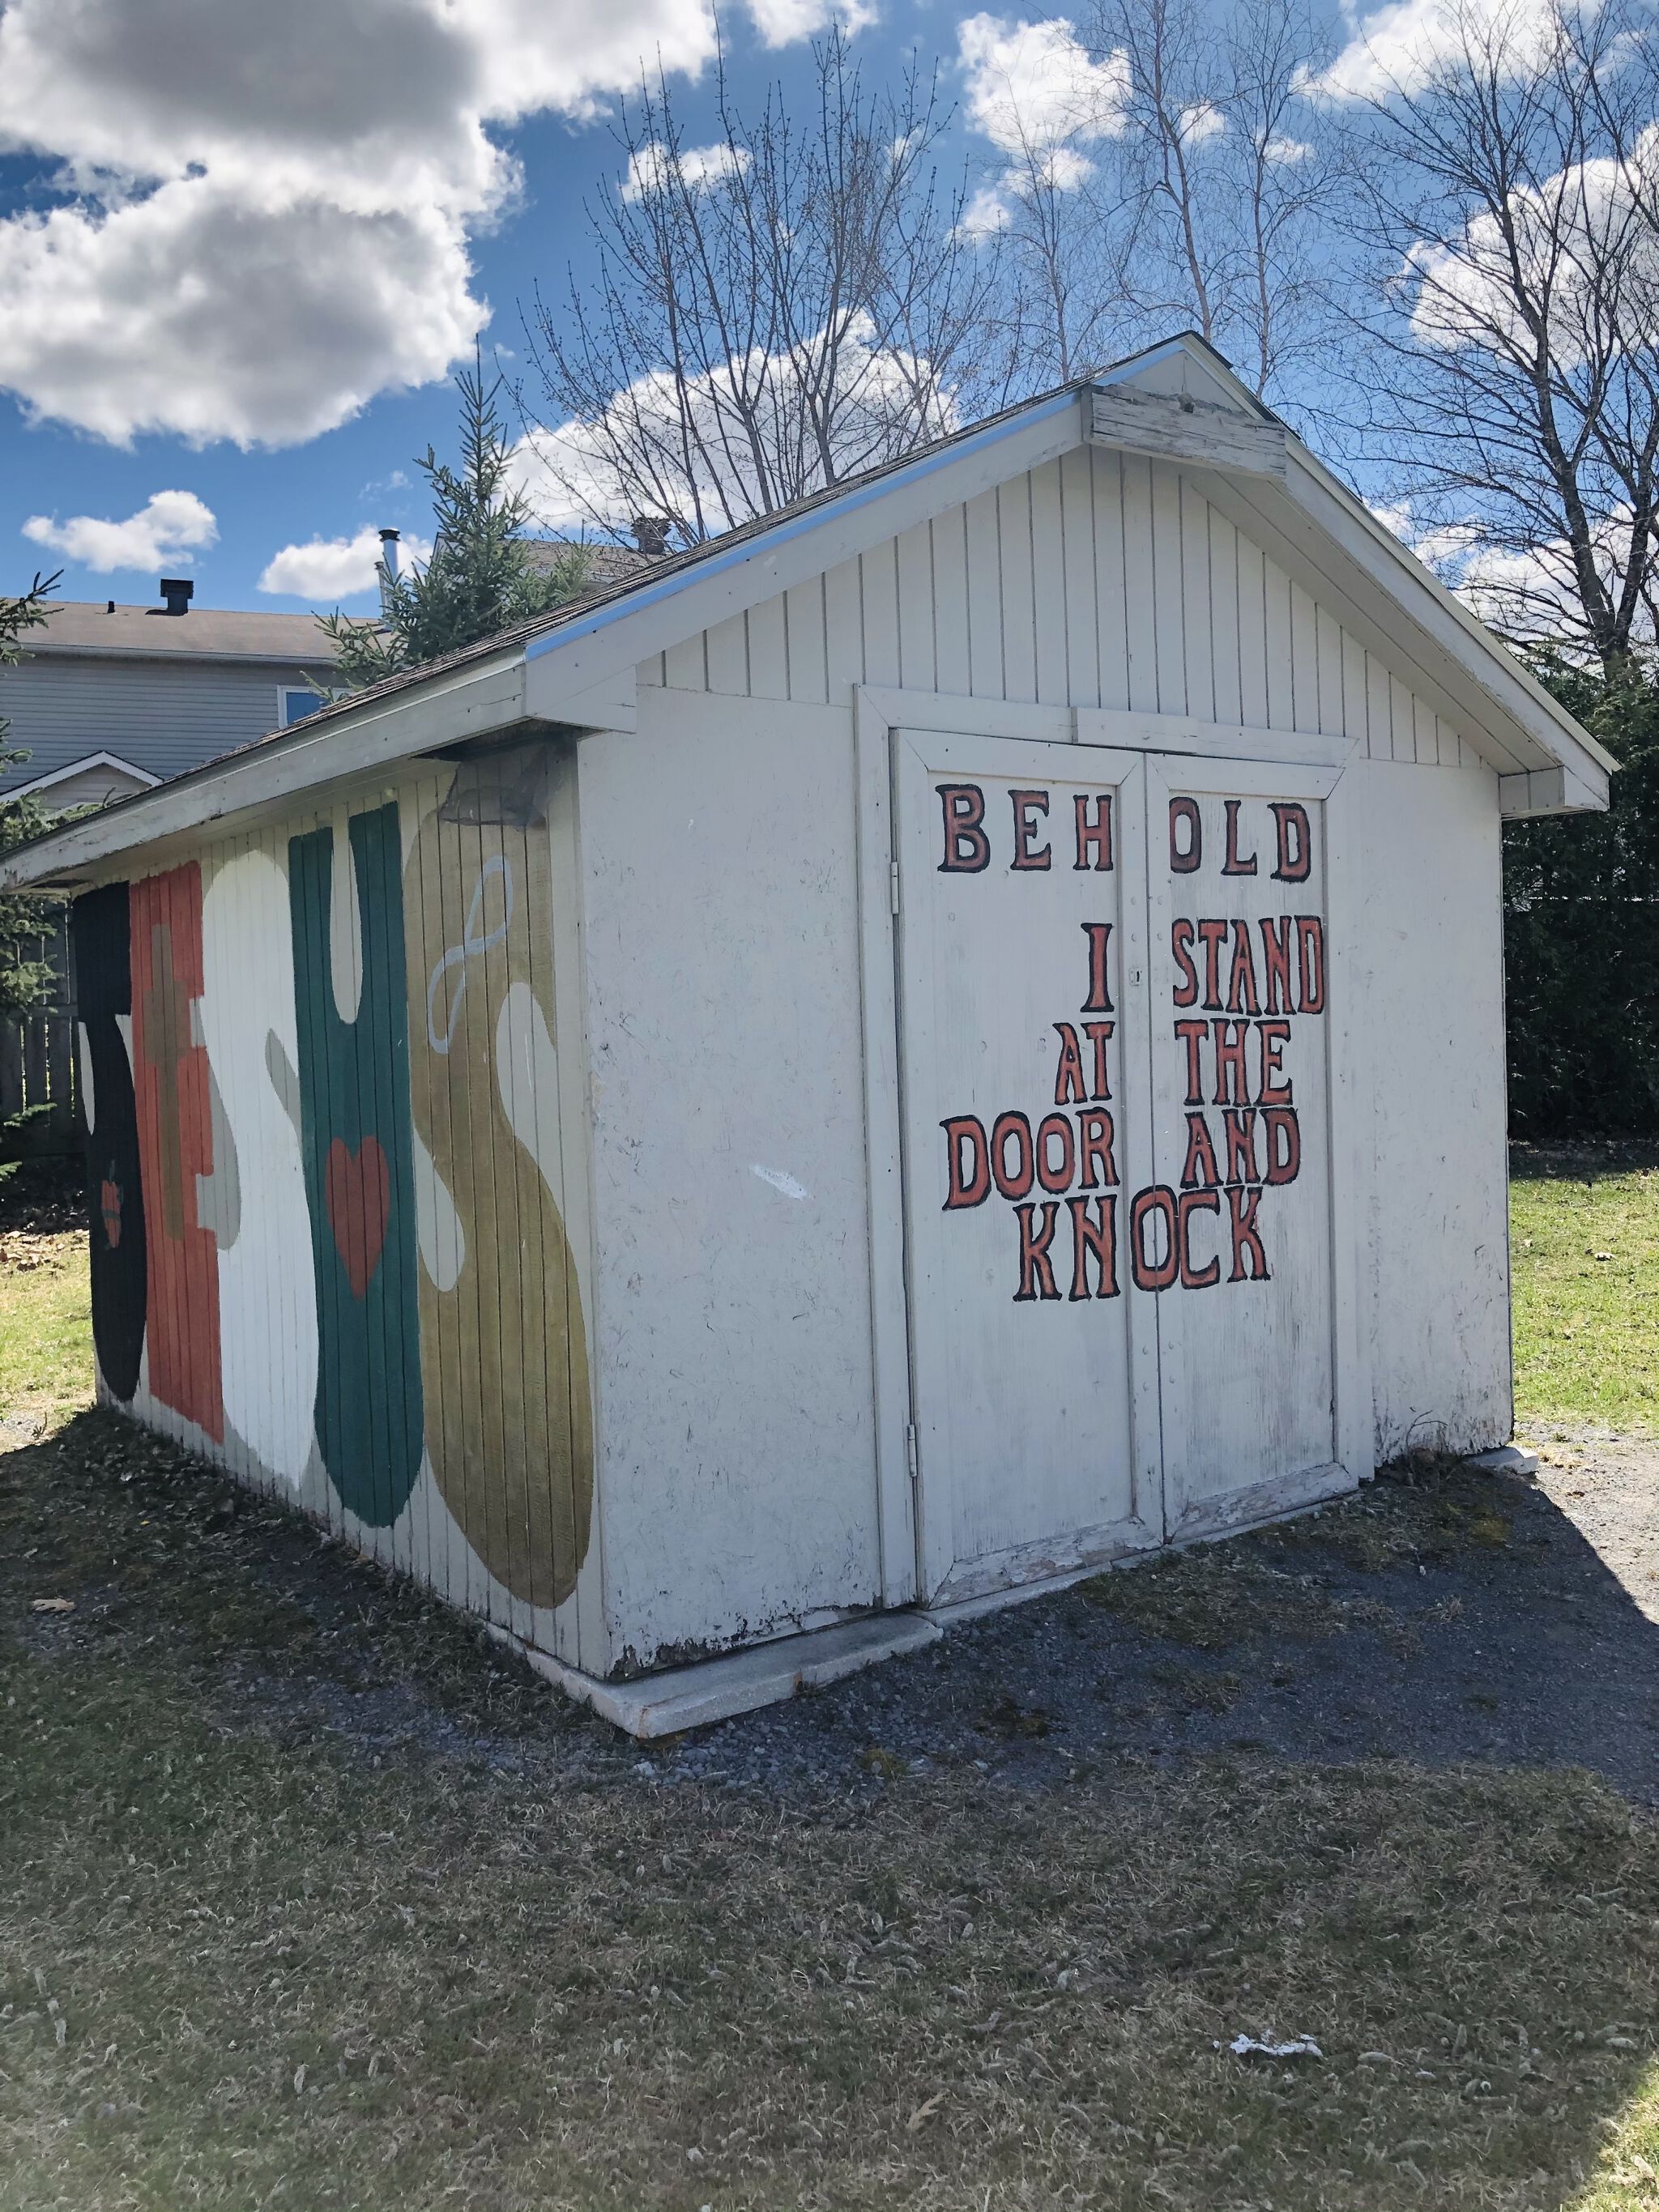 JESUS
BEHOLD
I STAND
AT THE
DOOR AND
KNOCK